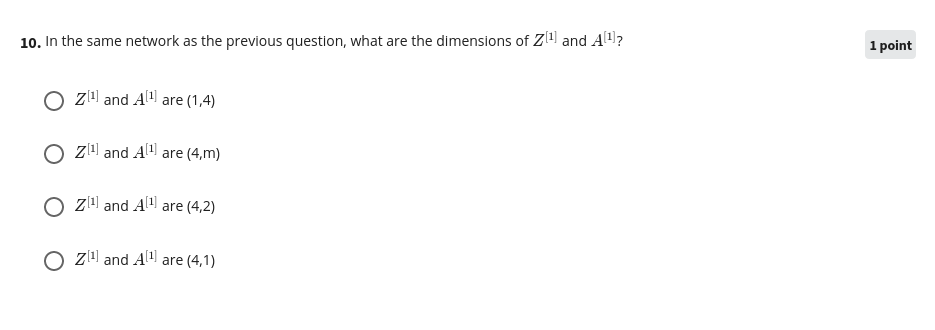 10. In the same network as the previous question, what are the dimensions of Z^[1] and A^[1]?
1 point
Z^[1] and A^[1] are (1,4)
Z^[1] and A^[1] are (4,m)
Z^[1] and A^[1] are (4,2)
Z^[1] and A^[1] are (4,1)